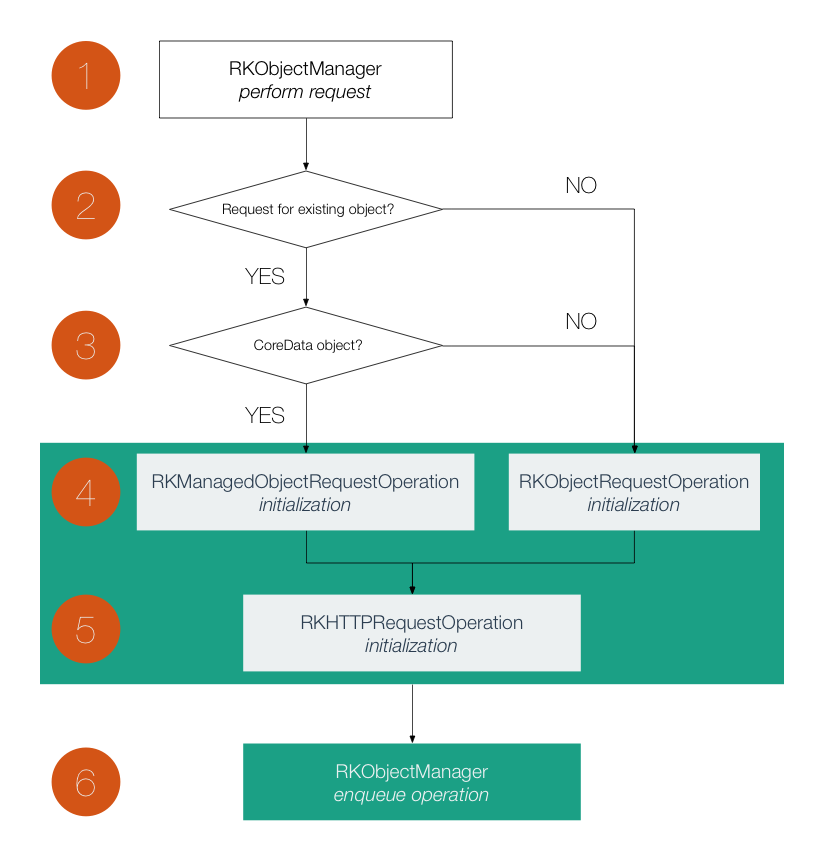 1
RKObjectManager
perform request
2
Request for existing object?
NO
YES
3
CoreData object?
NO
YES
4
RKManagedObjectRequestOperation
initialization
RKObjectRequestOperation
initialization
5
RKHTTPRequestOperation
initialization
6
RKObjectManager
enqueue operation